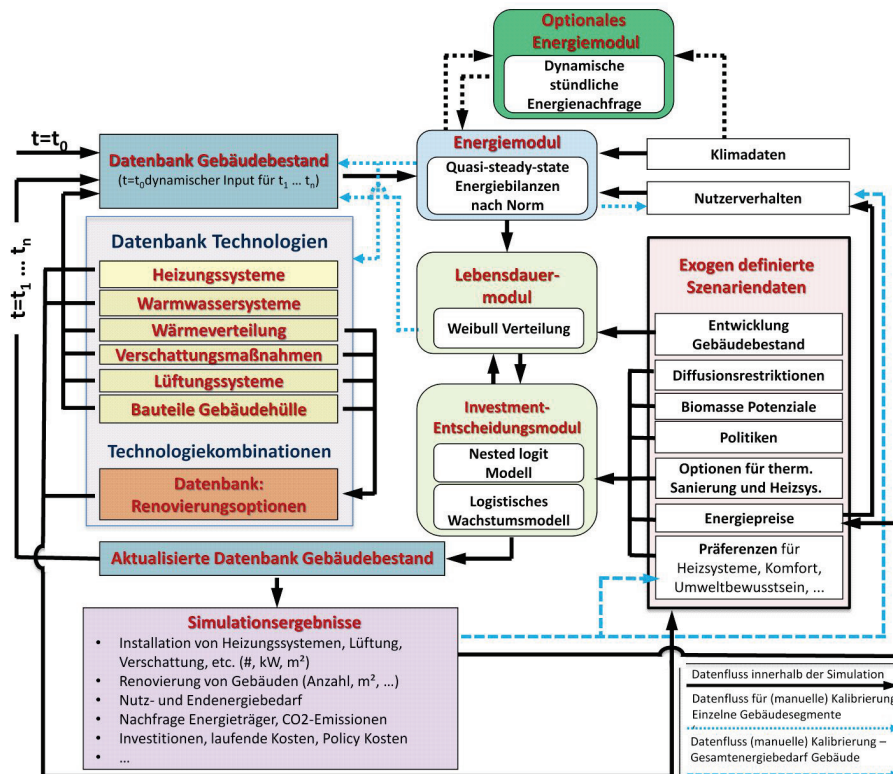 Optionales
Energiemodul
Dynamische
stündliche
Energienachfrage
t=t0
Datenbank Gebäudebestand
(t=t0dynamischer Input für t1 ... tn)
Energiemodul
Quasi-steady-state
Energiebilanzen
nach Norm
Klimadaten
Nutzerverhalten
t=t1 ... tn
Datenbank Technologien
Heizungssysteme
Warmwassersysteme
Wärmeverteilung
Verschattungsmaßnahmen
Lüftungssysteme
Bauteile Gebäudehülle
Technologiekombinationen
Datenbank:
Renovierungsoptionen
Lebensdauer-
modul
Weibull Verteilung
Investment-
Entscheidungsmodul
Nested logit
Modell
Logistisches
Wachstumsmodell
Exogen definierte
Szenariendaten
Entwicklung
Gebäudebestand
Diffusionsrestriktionen
Biomasse Potenziale
Politiken
Optionen für therm.
Sanierung und Heizsys.
Energiepreise
Präferenzen für
Heizsysteme, Komfort,
Umweltbewusstsein, ...
Aktualisierte Datenbank Gebäudebestand
Simulationsergebnisse
• Installation von Heizungssystemen, Lüftung,
Verschattung, etc. (#, kW, m²)
• Renovierung von Gebäuden (Anzahl, m², ...)
• Nutz- und Endenergiebedarf
• Nachfrage Energieträger, CO2-Emissionen
• Investitionen, laufende Kosten, Policy Kosten
• ...
Datenfluss innerhalb der Simulation
Datenfluss für (manuelle) Kalibrierung
Einzelne Gebäudesegmente
Datenfluss (manuelle) Kalibrierung –
Gesamtenergiebedarf Gebäude